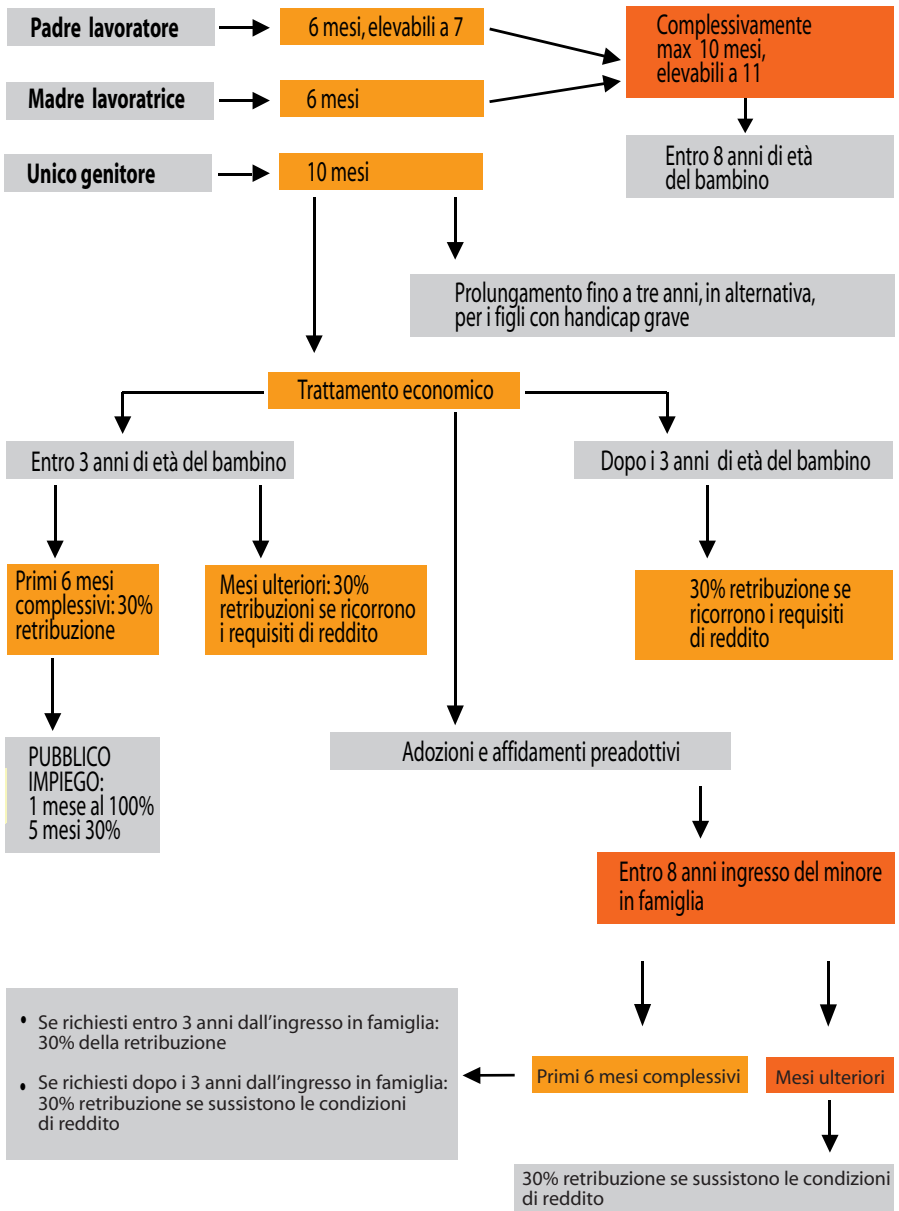 Padre lavoratore
6 mesi, elevabili a 7
Complessivamente
max 10 mesi,
elevabili a 11
Madre lavoratrice
6 mesi
Entro 8 anni di età
del bambino
Unico genitore
10 mesi
Prolungamento fino a tre anni, in alternativa,
per i figli con handicap grave
Trattamento economico
Entro 3 anni di età del bambino
Dopo i 3 anni di età del bambino
Primi 6 mesi
complessivi: 30%
retribuzione
Mesi ulteriori: 30%
retribuzioni se ricorrono
i requisiti di reddito
30% retribuzione se
ricorrono i requisiti
di reddito
PUBBLICO
IMPIEGO:
1 mese al 100%
5 mesi 30%
Adozioni e affidamenti preadottivi
Entro 8 anni ingresso del minore
in famiglia
• Se richiesti entro 3 anni dall'ingresso in famiglia:
30% della retribuzione
• Se richiesti dopo i 3 anni dall'ingresso in famiglia:
30% retribuzione se sussistono le condizioni
di reddito
Primi 6 mesi complessivi
Mesi ulteriori
30% retribuzione se sussistono le condizioni
di reddito